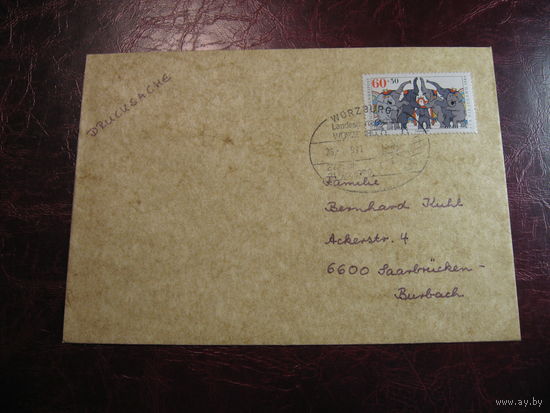 DRUCKSACHE
60+30
WÜRZBURG
Familie
Bernhard Kuhl
Ackerstr. 4
6600 Saarbrücken-
Burbach
www.ay.by